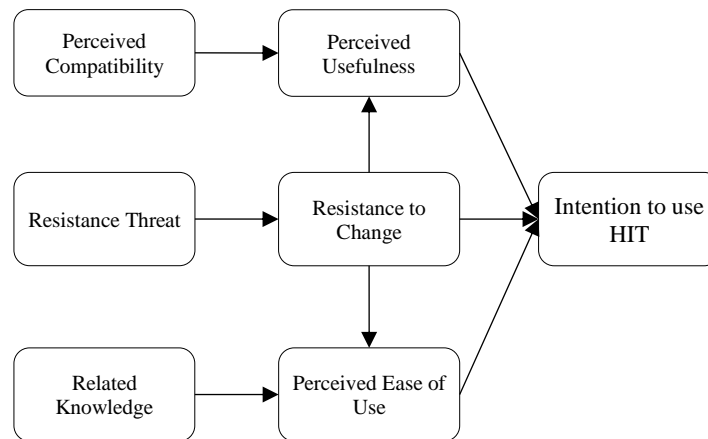 Perceived
Compatibility
Perceived
Usefulness
Resistance Threat
Resistance to
Change
Intention to use
HIT
Related
Knowledge
Perceived Ease of
Use